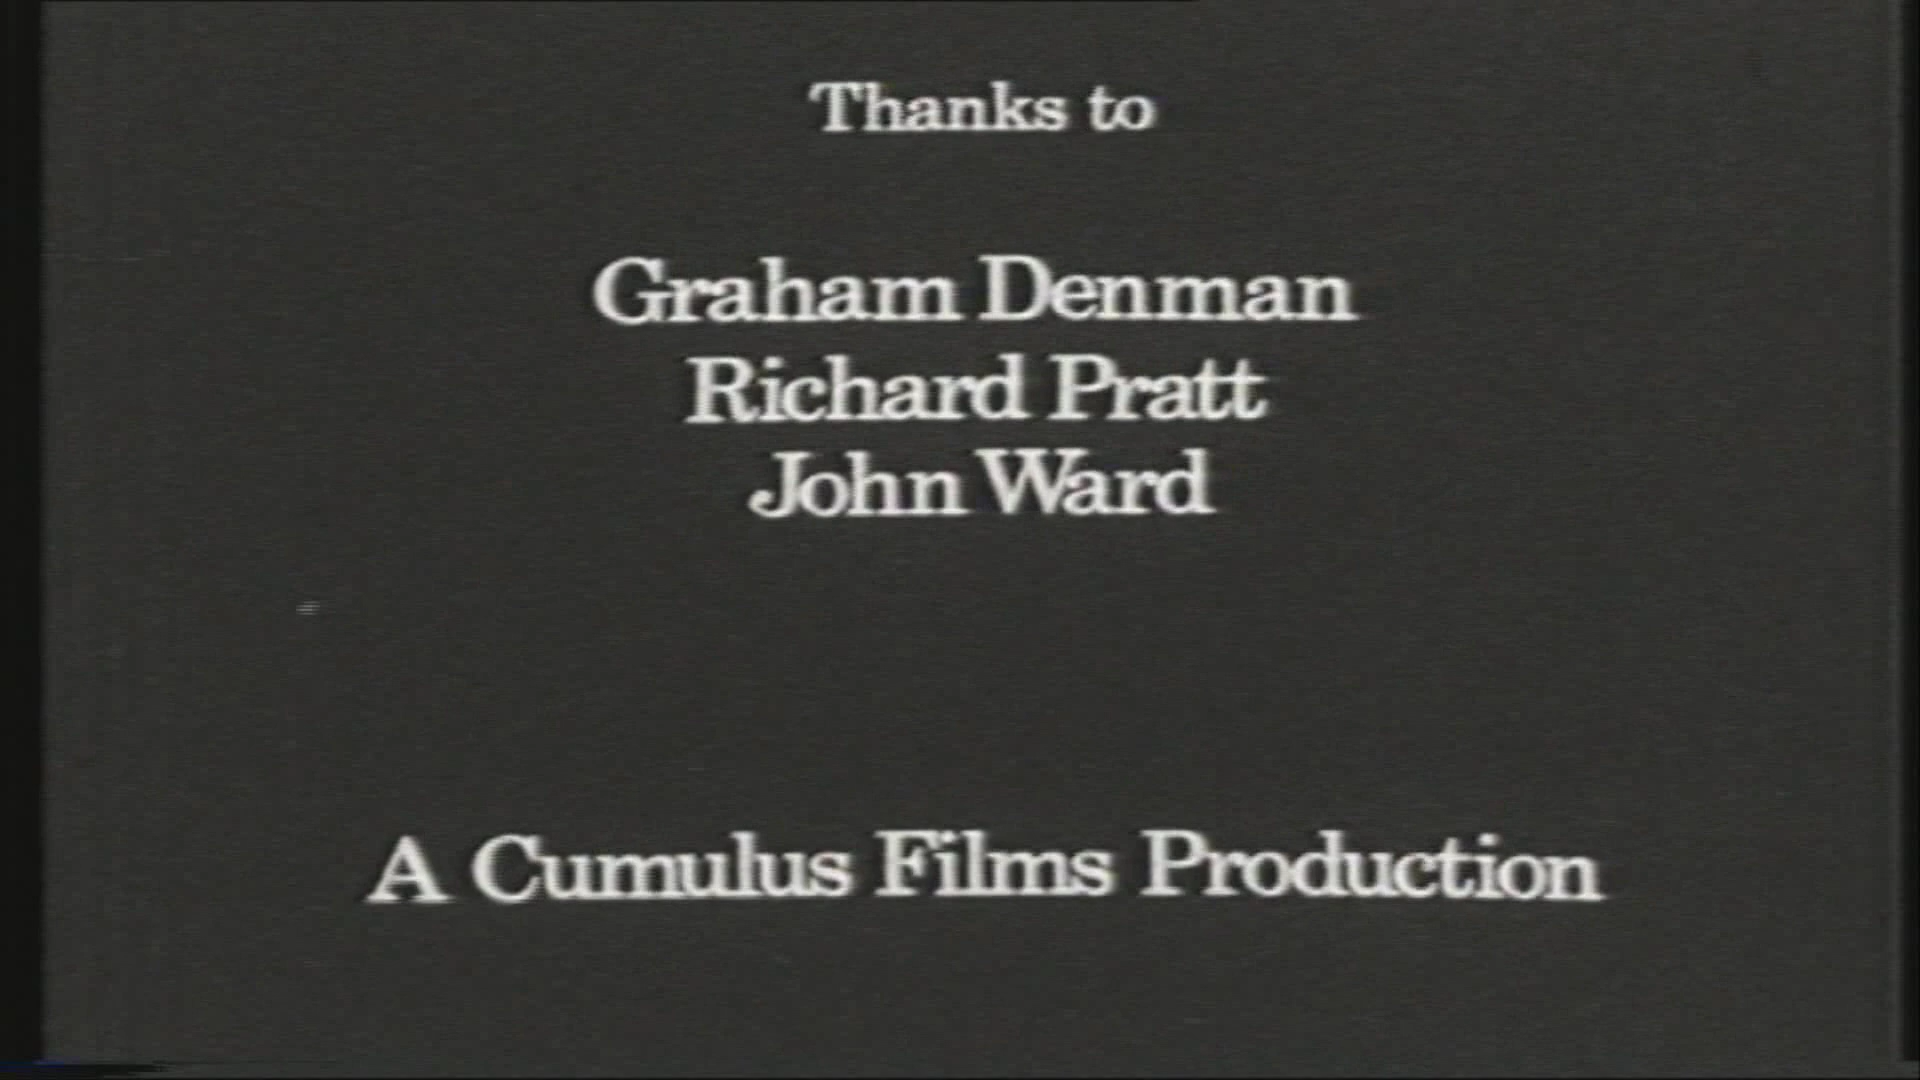 Thanks to
Graham Denman
Richard Pratt
John Ward
A Cumulus Films Production